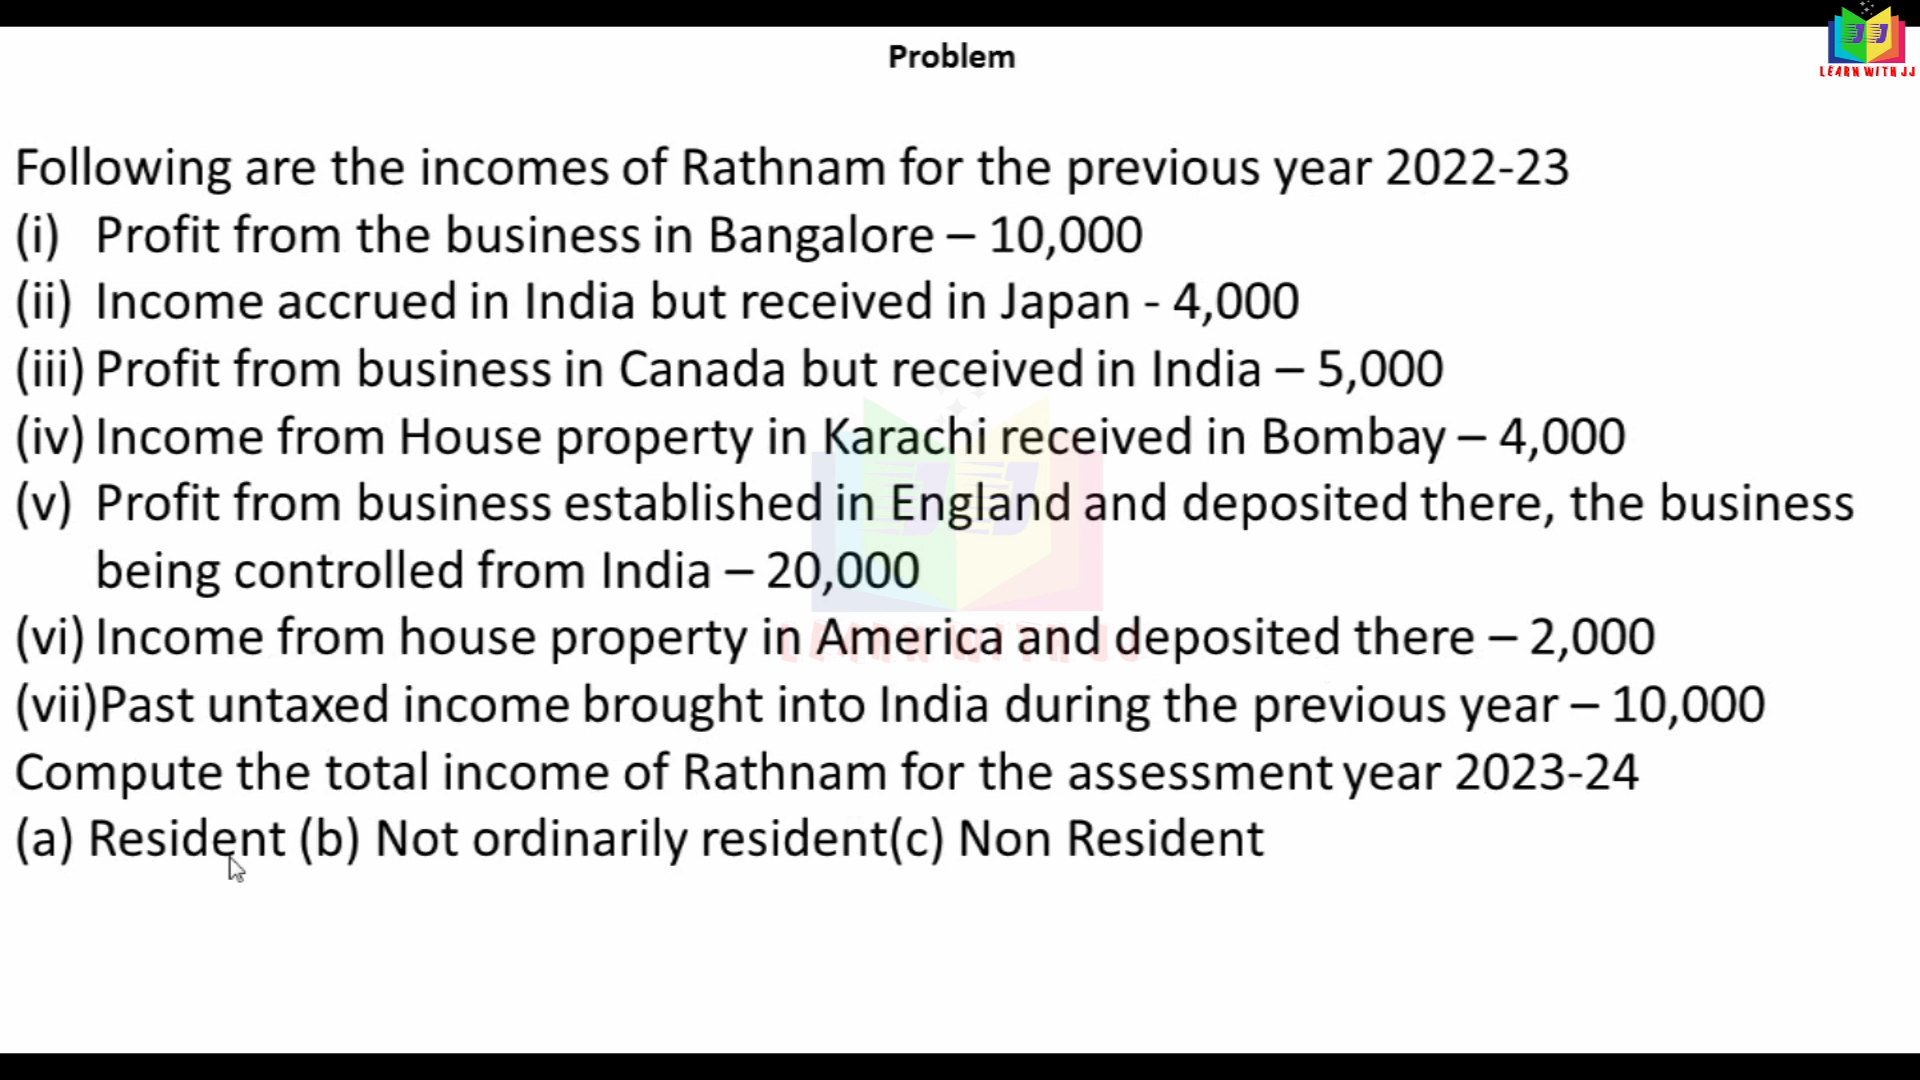 LEARN WITH JJ
Problem
Following are the incomes of Rathnam for the previous year 2022-23
(i) Profit from the business in Bangalore – 10,000
(ii) Income accrued in India but received in Japan - 4,000
(iii) Profit from business in Canada but received in India – 5,000
(iv) Income from House property in Karachi received in Bombay – 4,000
(v) Profit from business established in England and deposited there, the business
being controlled from India – 20,000
(vi) Income from house property in America and deposited there – 2,000
LEARN WITH JJ
(vii)Past untaxed income brought into India during the previous year – 10,000
Compute the total income of Rathnam for the assessment year 2023-24
(a) Resident (b) Not ordinarily resident(c) Non Resident